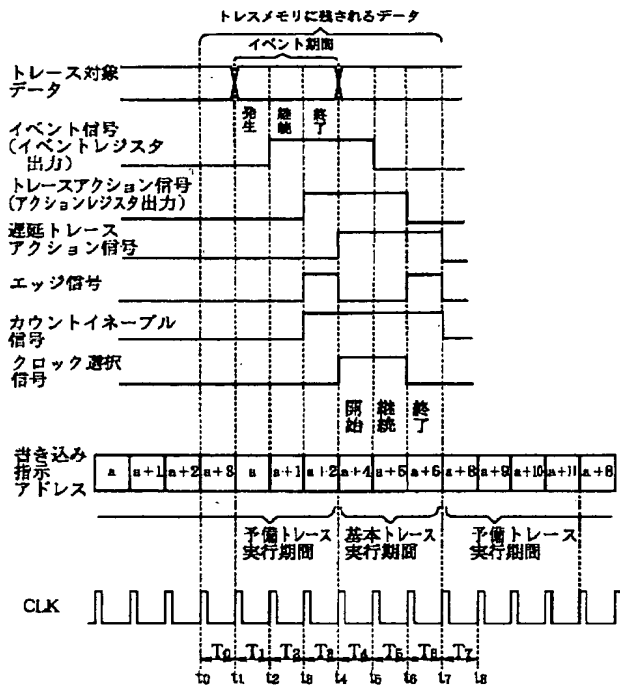 トレスメモリに残されるデータ
イベント期間
トレース対象
データ
発生
継続
終了
イベント信号
(イベントレジスタ
出力)
トレースアクション信号
(アクションレジスタ出力)
遅延トレース
アクション信号
エッジ信号
カウントイネーブル
信号
クロック選択
信号
開始
継続
終了
書き込み
指示
アドレス
a a+1 a+2 a+3 a a+1 a+2 a+4 a+5 a+6 a+8 a+9 a+10 a+11 a+8
予備トレース
実行期間
基本トレース
実行期間
予備トレース
実行期間
CLK
T0 T1 T2 T3 T4 T5 T6 T7
t0 t1 t2 t3 t4 t5 t6 t7 t8